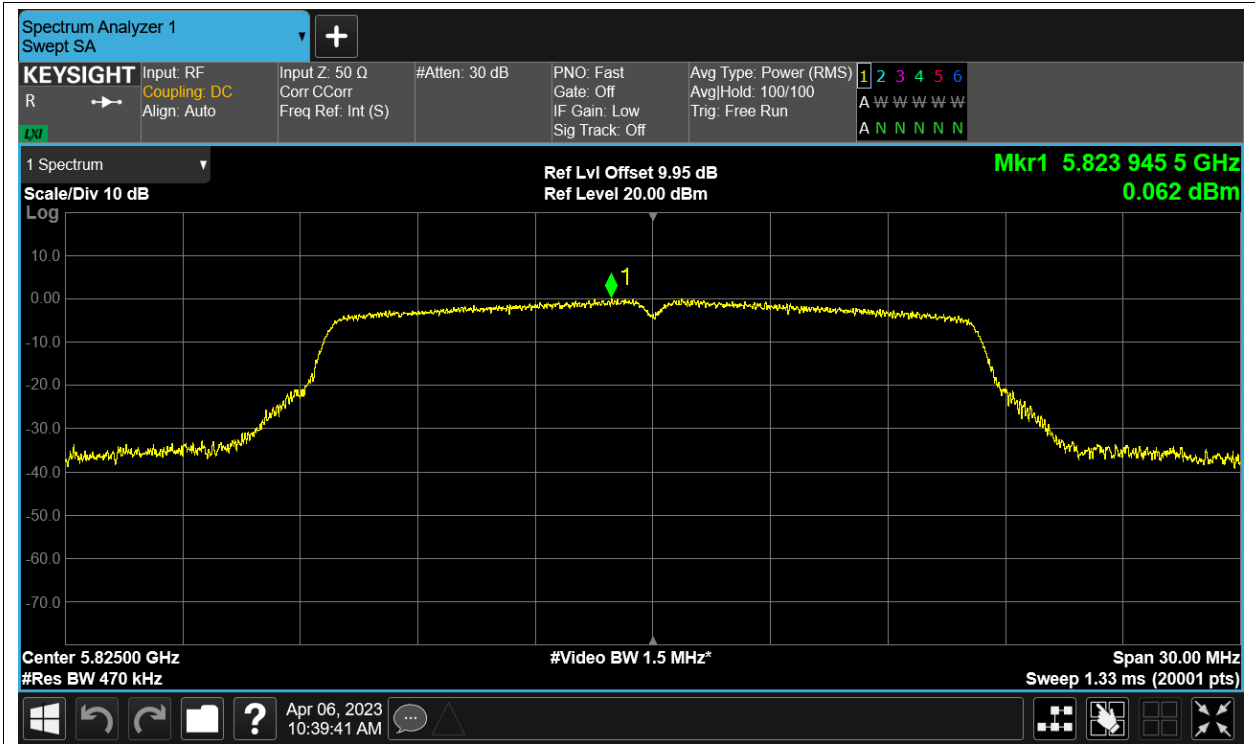 Spectrum Analyzer 1
Swept SA
+
KEYSIGHT
R
LXI
Input: RF
Coupling: DC
Align: Auto
Input Z: 50 Ω
Corr CCorr
Freq Ref: Int (S)
#Atten: 30 dB
PNO: Fast
Gate: Off
IF Gain: Low
Sig Track: Off
Avg Type: Power (RMS)
Avg|Hold: 100/100
Trig: Free Run
1 2 3 4 5 6
A W W W W W
A N N N N N
1 Spectrum
Scale/Div 10 dB
Log
Ref Lvl Offset 9.95 dB
Ref Level 20.00 dBm
Mkr1 5.823 945 5 GHz
0.062 dBm
1
10.0
0.00
-10.0
-20.0
-30.0
-40.0
-50.0
-60.0
-70.0
Center 5.82500 GHz
#Res BW 470 kHz
#Video BW 1.5 MHz*
Span 30.00 MHz
Sweep 1.33 ms (20001 pts)
?
Apr 06, 2023
10:39:41 AM